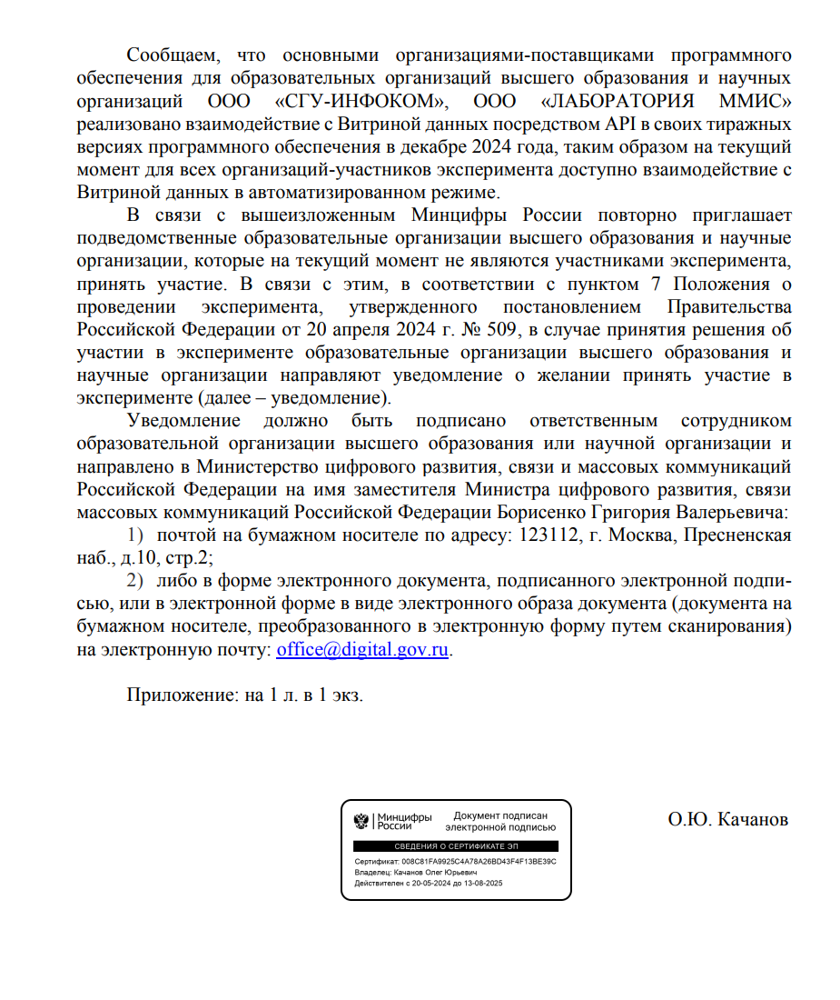 Сообщаем, что основными организациями-поставщиками программного
обеспечения для образовательных организаций высшего образования и научных
организаций ООО «СГУ-ИНФОКОМ», ООО «ЛАБОРАТОРИЯ ММИС»
реализовано взаимодействие с Витриной данных посредством API в своих тиражных
версиях программного обеспечения в декабре 2024 года, таким образом на текущий
момент для всех организаций-участников эксперимента доступно взаимодействие с
Витриной данных в автоматизированном режиме.
В связи с вышеизложенным Минцифры России повторно приглашает
подведомственные образовательные организации высшего образования и научные
организации, которые на текущий момент не являются участниками эксперимента,
принять участие. В связи с этим, в соответствии с пунктом 7 Положения о
проведении эксперимента, утвержденного постановлением Правительства
Российской Федерации от 20 апреля 2024 г. № 509, в случае принятия решения об
участии в эксперименте образовательные организации высшего образования и
научные организации направляют уведомление о желании принять участие в
эксперименте (далее – уведомление).
Уведомление должно быть подписано ответственным сотрудником
образовательной организации высшего образования или научной организации и
направлено в Министерство цифрового развития, связи и массовых коммуникаций
Российской Федерации на имя заместителя Министра цифрового развития, связи
массовых коммуникаций Российской Федерации Борисенко Григория Валерьевича:
1) почтой на бумажном носителе по адресу: 123112, г. Москва, Пресненская
наб., д.10, стр.2;
2) либо в форме электронного документа, подписанного электронной подпи-
сью, или в электронной форме в виде электронного образа документа (документа на
бумажном носителе, преобразованного в электронную форму путем сканирования)
на электронную почту: office@digital.gov.ru.
Приложение: на 1 л. в 1 экз.
О.Ю. Качанов
Минцифры
России
Документ подписан
электронной подписью
СВЕДЕНИЯ О СЕРТИФИКАТЕ ЭП
Сертификат: 008C81FA9925C4A78A26BD43F4F13BE39C
Владелец: Качанов Олег Юрьевич
Действителен с 20-05-2024 до 13-08-2025